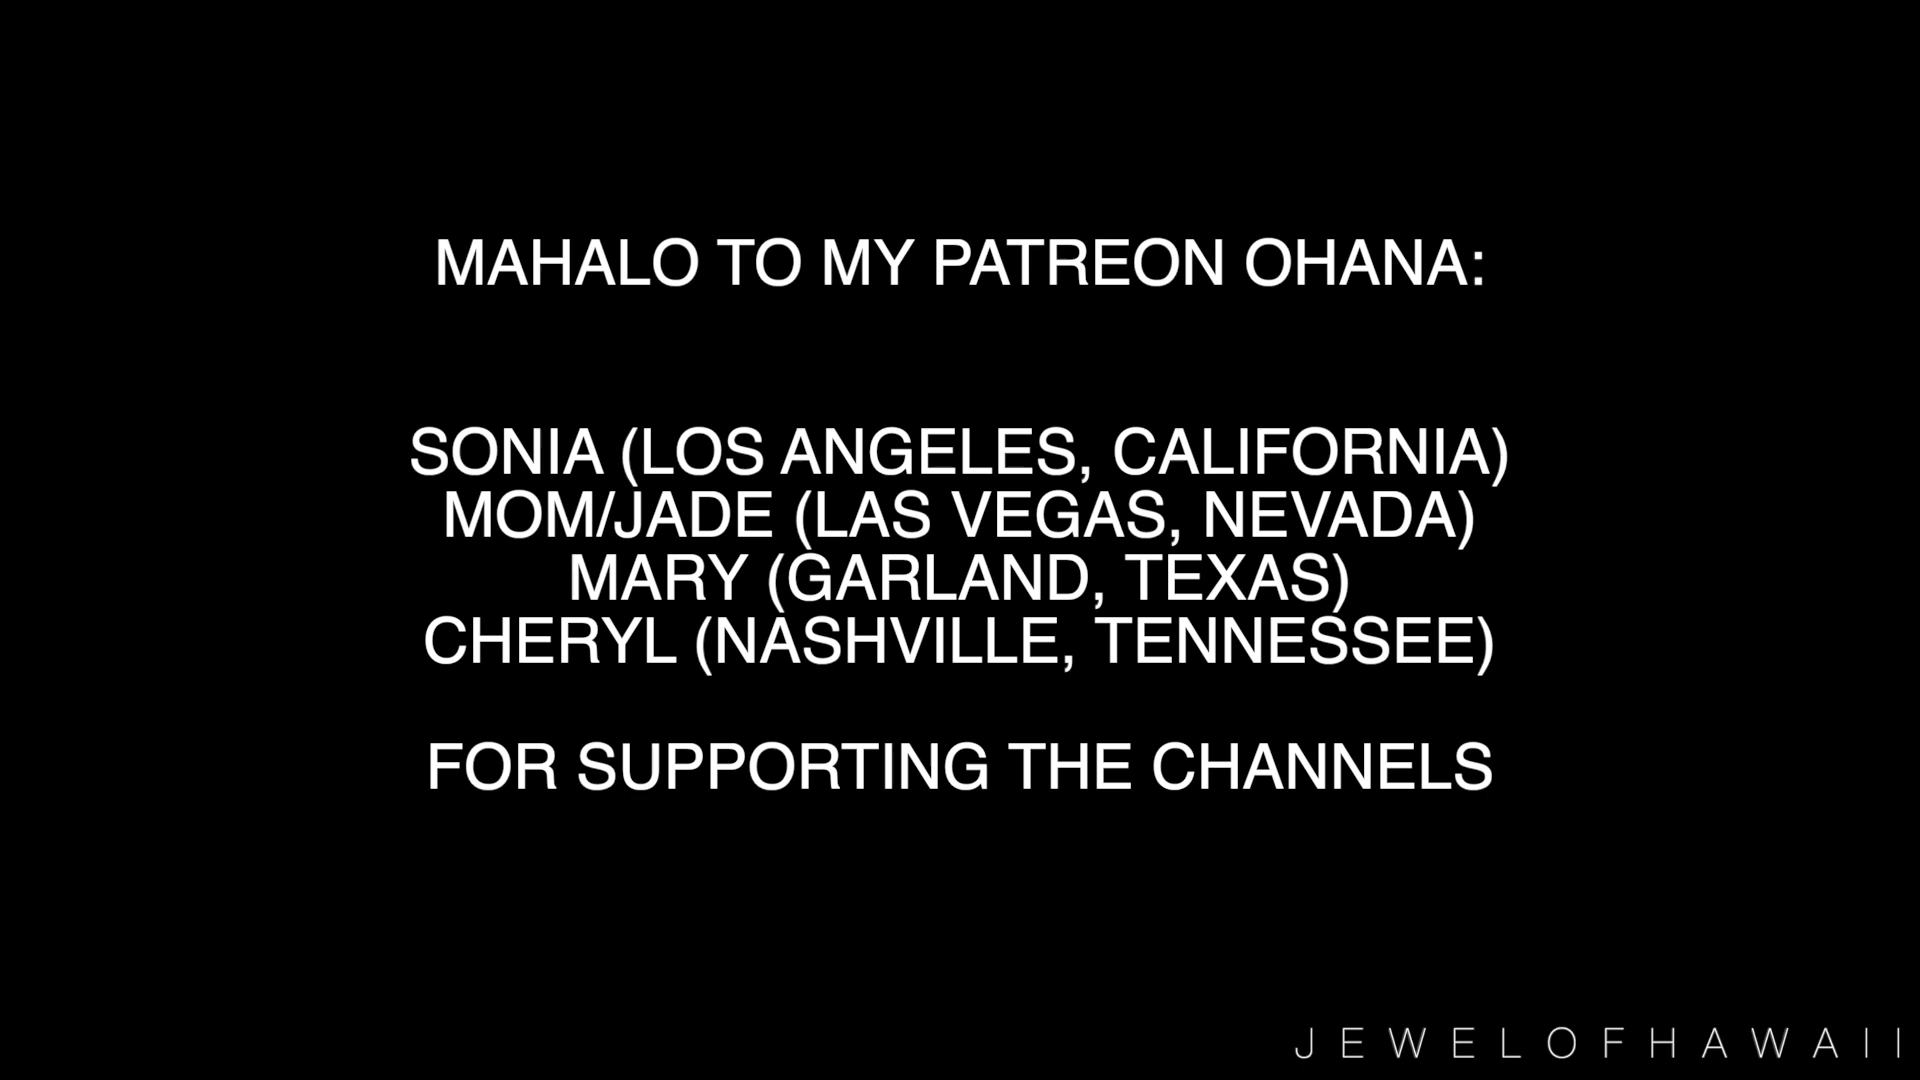 MAHALO TO MY PATREON OHANA:
SONIA (LOS ANGELES, CALIFORNIA)
MOM/JADE (LAS VEGAS, NEVADA)
MARY (GARLAND, TEXAS)
CHERYL (NASHVILLE, TENNESSEE)
FOR SUPPORTING THE CHANNELS
JEWELOFHAWAII